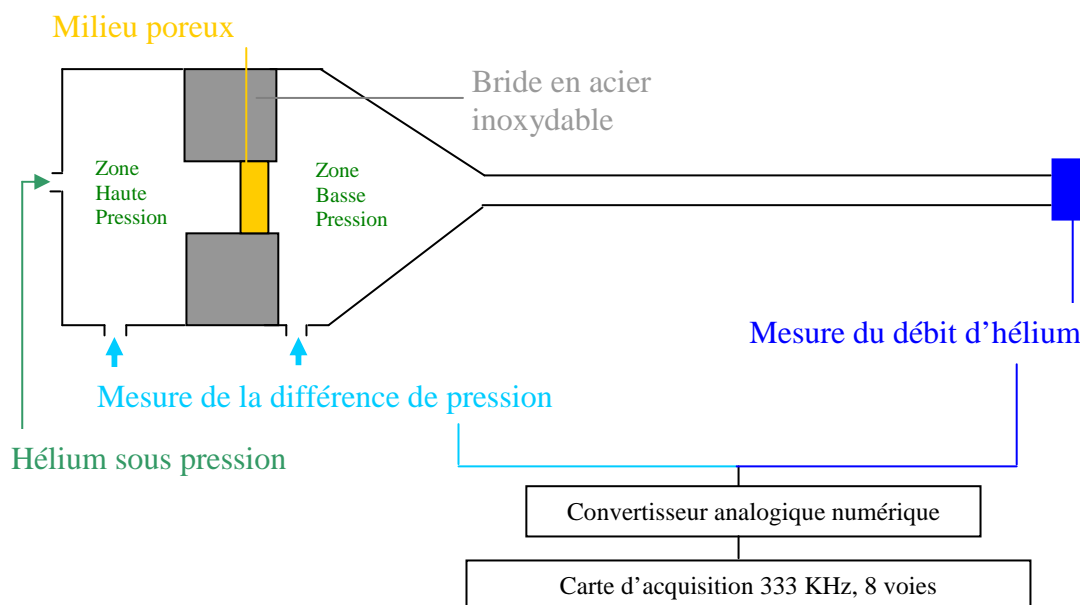 Milieu poreux
Bride en acier
inoxydable
Zone
Haute
Pression
Zone
Basse
Pression
Mesure du débit d’hélium
Mesure de la différence de pression
Hélium sous pression
Convertisseur analogique numérique
Carte d’acquisition 333 KHz, 8 voies